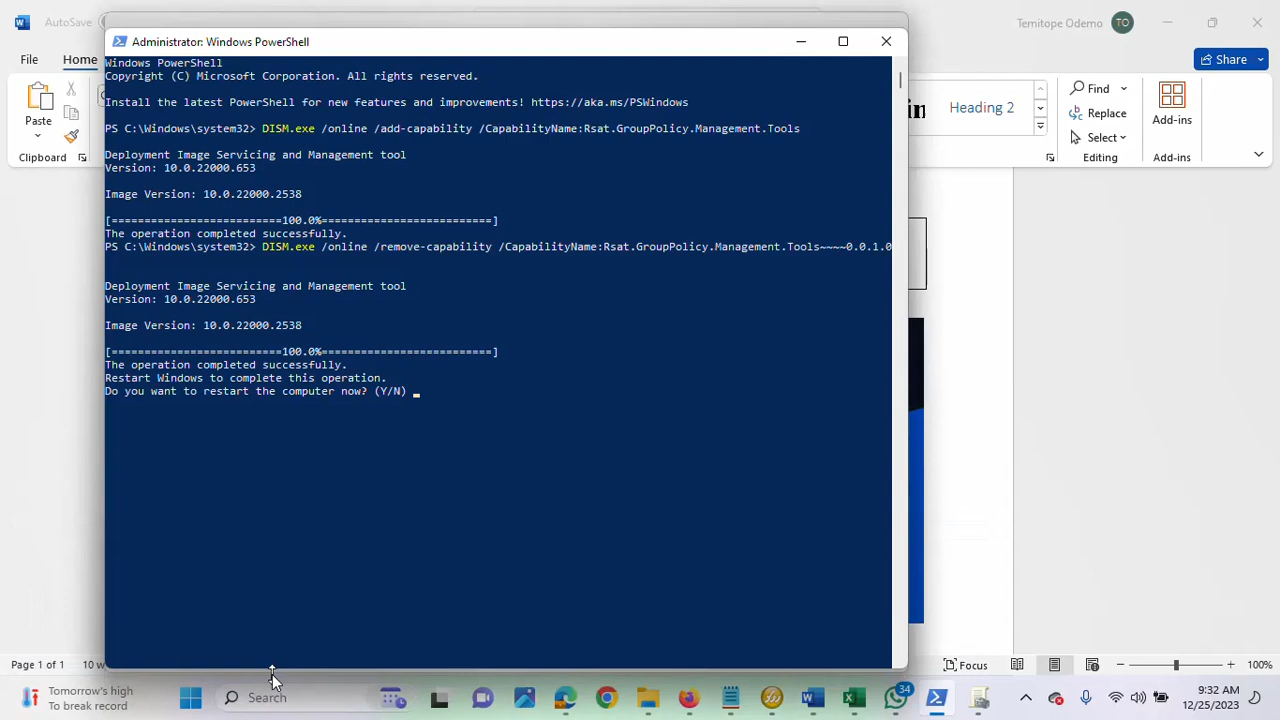 AutoSave
Temitope Odemo
TO
Administrator: Windows PowerShell
File
Home
Share
Paste
Clipboard
Heading 2
Find
Replace
Select
Editing
Add-ins
Add-ins
Windows PowerShell
Copyright (C) Microsoft Corporation. All rights reserved.
Install the latest PowerShell for new features and improvements! https://aka.ms/PSWindows
PS C:\Windows\system32> DISM.exe /online /add-capability /CapabilityName:Rsat.GroupPolicy.Management.Tools
Deployment Image Servicing and Management tool
Version: 10.0.22000.653
Image Version: 10.0.22000.2538
[==========================100.0%==========================]
The operation completed successfully.
PS C:\Windows\system32> DISM.exe /online /remove-capability /CapabilityName:Rsat.GroupPolicy.Management.Tools~~~~0.0.1.0
Deployment Image Servicing and Management tool
Version: 10.0.22000.653
Image Version: 10.0.22000.2538
[==========================100.0%==========================]
The operation completed successfully.
Restart Windows to complete this operation.
Do you want to restart the computer now? (Y/N)
Page 1 of 1
10 w
Focus
100%
Tomorrow's high
To break record
Search
34
9:32 AM
12/25/2023